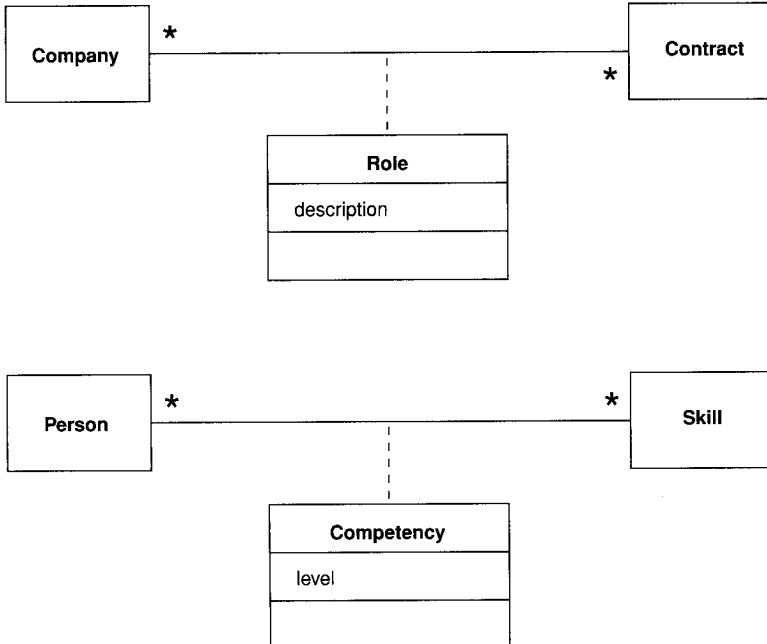 *
Company
Contract
*
Role
description
*
*
Person
Skill
Competency
level